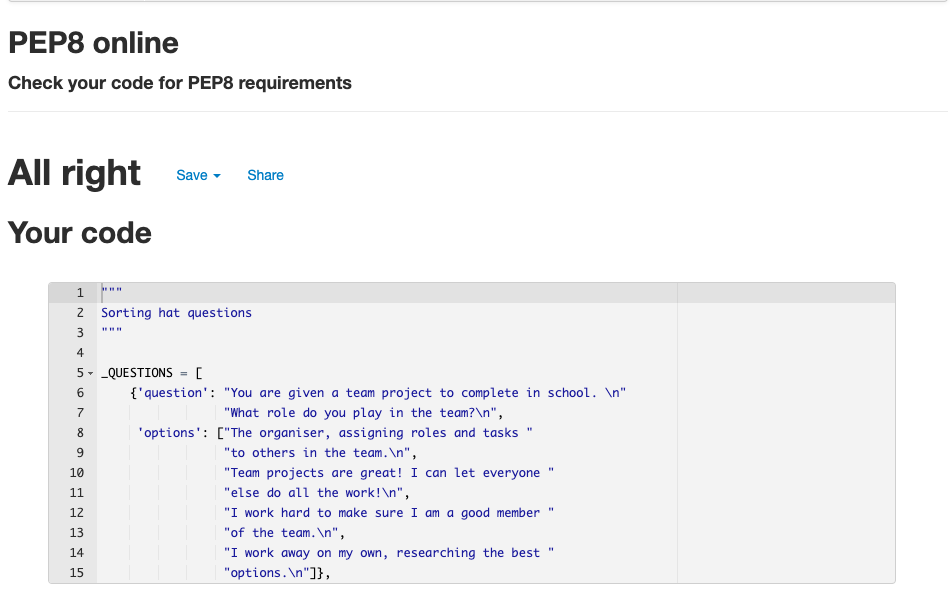 PEP8 online
Check your code for PEP8 requirements
All right Save Share
Your code
1 """
2 Sorting hat questions
3 """
4
5 _QUESTIONS = [
6 {'question': "You are given a team project to complete in school. \n"
7 "What role do you play in the team?\n",
8 'options': ["The organiser, assigning roles and tasks "
9 "to others in the team.\n",
10 "Team projects are great! I can let everyone "
11 "else do all the work!\n",
12 "I work hard to make sure I am a good member "
13 "of the team.\n",
14 "I work away on my own, researching the best "
15 "options.\n"]},